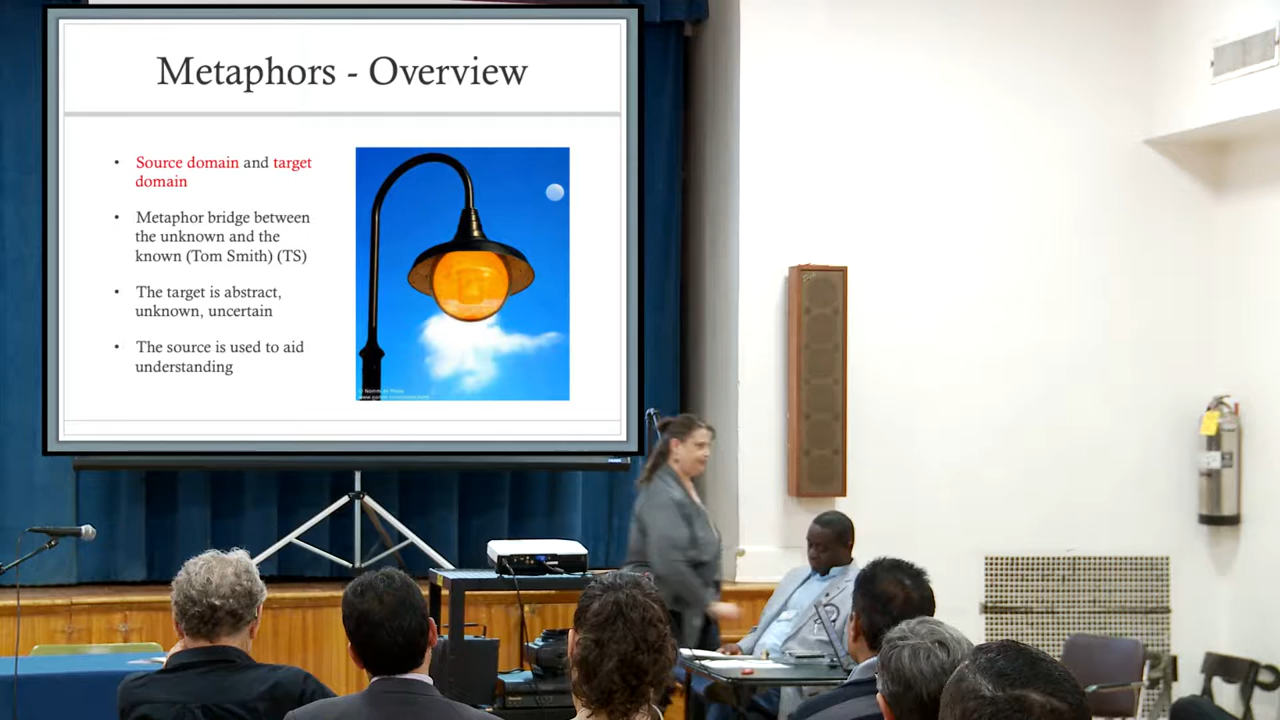 Metaphors - Overview
• Source domain and target
domain
• Metaphor bridge between
the unknown and the
known (Tom Smith) (TS)
• The target is abstract,
unknown, uncertain
• The source is used to aid
understanding